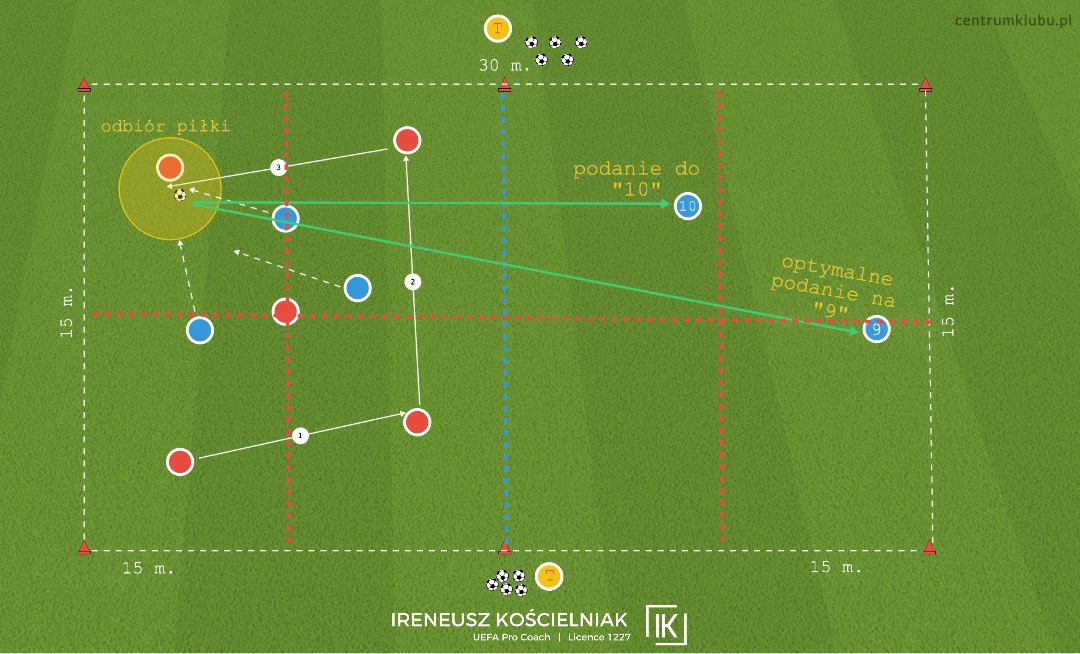 centrumklubu.pl
T
30 m.
odbiór piłki
3
podanie do
"10"
10
optymalne
podanie na
"9"
9
2
15 m.
15 m.
1
15 m.
15 m.
T
IRENEUSZ KOŚCIELNIAK
UEFA Pro Coach | Licence 1227
IK